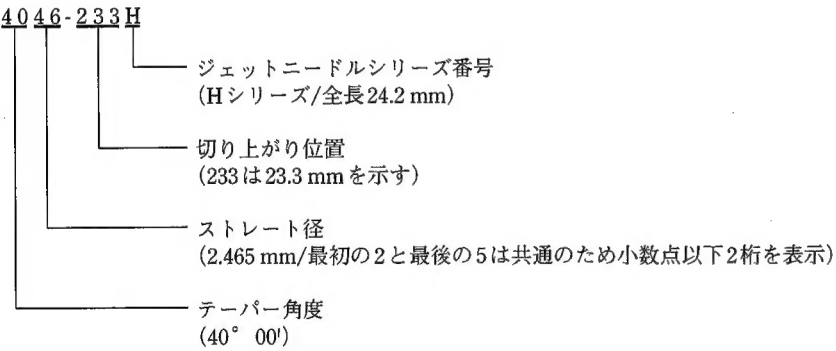 4046-233H
ジェットニードルシリーズ番号
(Hシリーズ/全長24.2 mm)
切り上がり位置
(233は23.3 mmを示す)
ストレート径
(2.465 mm/最初の2と最後の5は共通のため小数点以下2桁を表示)
テーパー角度
(40° 00')